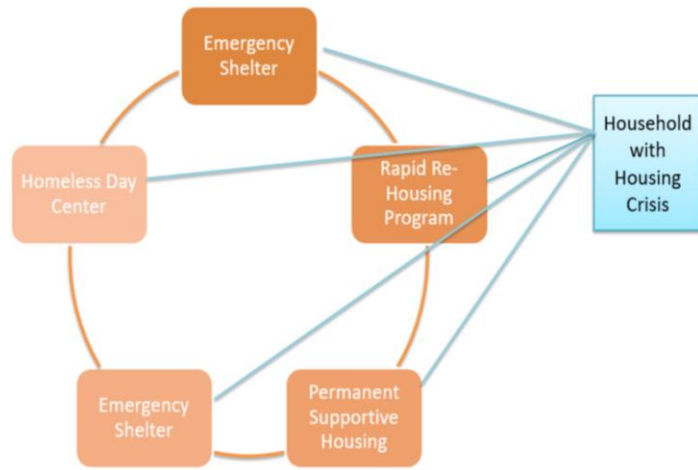 Emergency
Shelter
Household
with
Housing
Crisis
Homeless Day
Center
Rapid Re-
Housing
Program
Emergency
Shelter
Permanent
Supportive
Housing